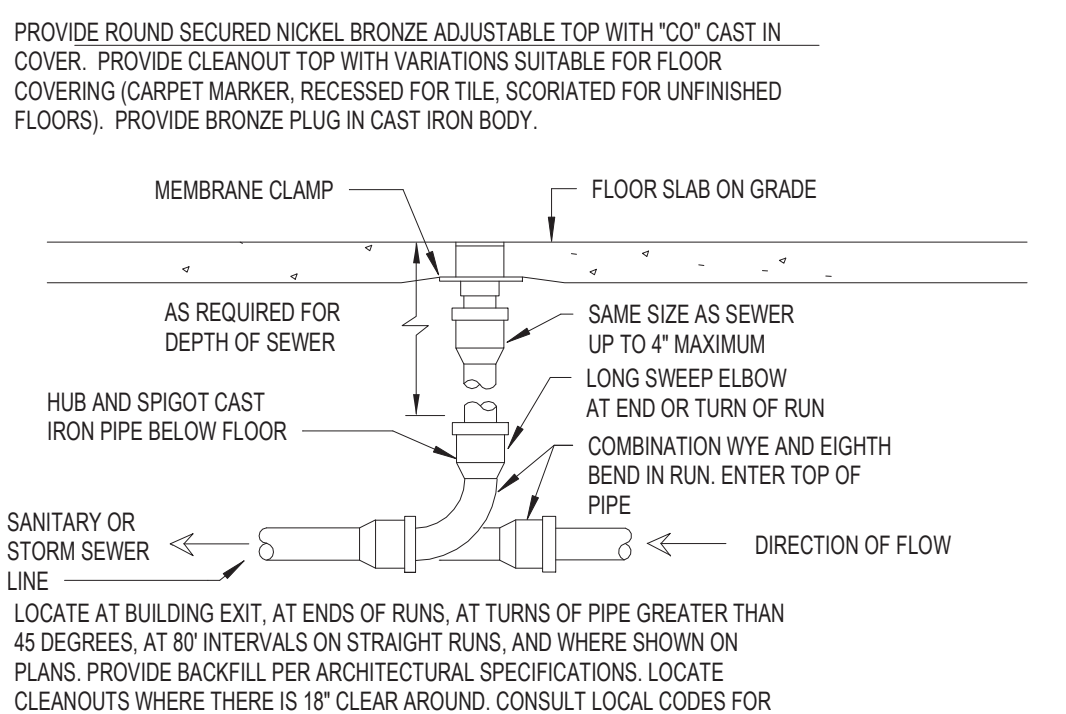 PROVIDE ROUND SECURED NICKEL BRONZE ADJUSTABLE TOP WITH "CO" CAST IN
COVER.  PROVIDE CLEANOUT TOP WITH VARIATIONS SUITABLE FOR FLOOR
COVERING (CARPET MARKER, RECESSED FOR TILE, SCORIATED FOR UNFINISHED
FLOORS).  PROVIDE BRONZE PLUG IN CAST IRON BODY.
MEMBRANE CLAMP
FLOOR SLAB ON GRADE
AS REQUIRED FOR
DEPTH OF SEWER
SAME SIZE AS SEWER
UP TO 4" MAXIMUM
LONG SWEEP ELBOW
AT END OR TURN OF RUN
HUB AND SPIGOT CAST
IRON PIPE BELOW FLOOR
COMBINATION WYE AND EIGHTH
BEND IN RUN. ENTER TOP OF
PIPE
SANITARY OR
STORM SEWER
LINE
DIRECTION OF FLOW
LOCATE AT BUILDING EXIT, AT ENDS OF RUNS, AT TURNS OF PIPE GREATER THAN
45 DEGREES, AT 80' INTERVALS ON STRAIGHT RUNS, AND WHERE SHOWN ON
PLANS. PROVIDE BACKFILL PER ARCHITECTURAL SPECIFICATIONS. LOCATE
CLEANOUTS WHERE THERE IS 18" CLEAR AROUND. CONSULT LOCAL CODES FOR